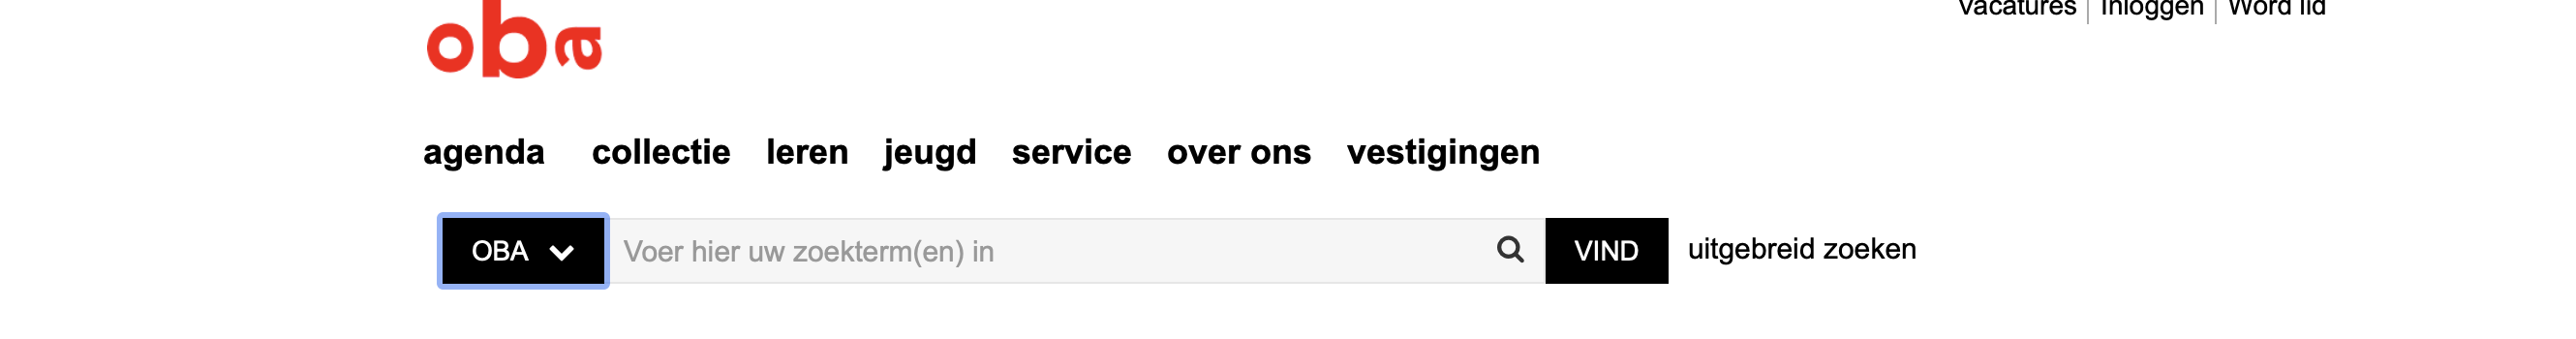 Vacatures | Inloggen | Word lid
oba
agenda collectie leren jeugd service over ons vestigingen
OBA Voer hier uw zoekterm(en) in VIND uitgebreid zoeken